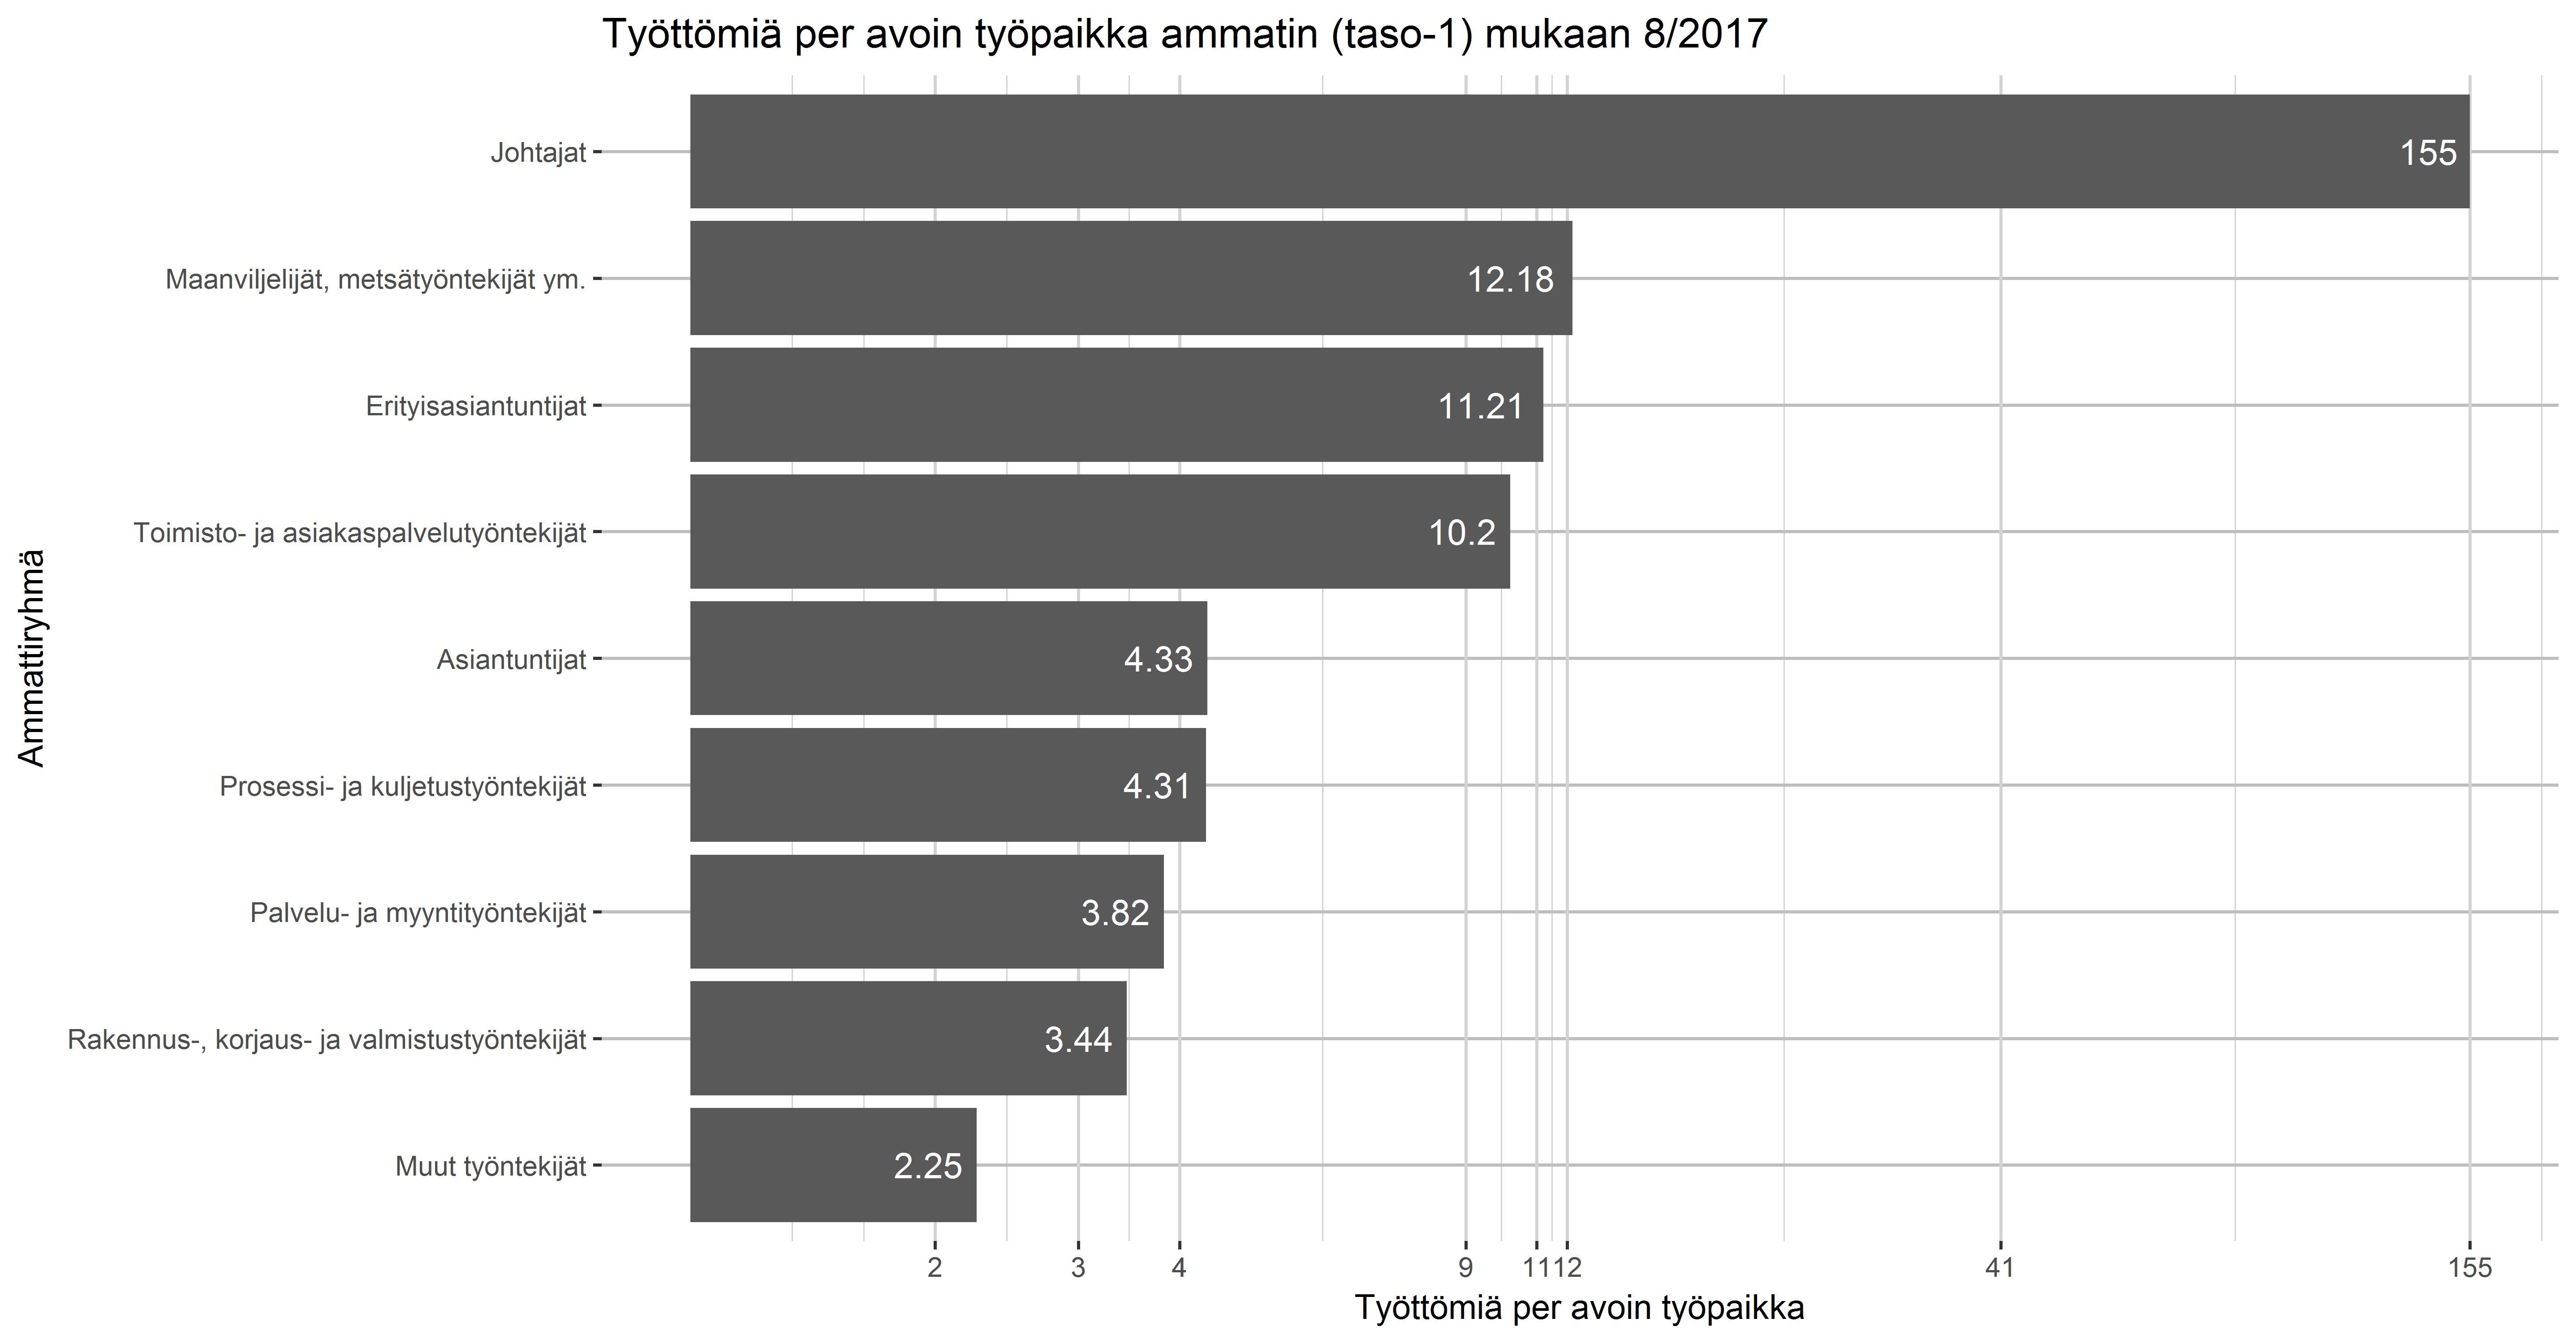 Työttömiä per avoin työpaikka ammatin (taso-1) mukaan 8/2017
Ammattiryhmä
Johtajat
155
Maanviljelijät, metsätyöntekijät ym.
12.18
Erityisasiantuntijat
11.21
Toimisto- ja asiakaspalvelutyöntekijät
10.2
Asiantuntijat
4.33
Prosessi- ja kuljetustyöntekijät
4.31
Palvelu- ja myyntityöntekijät
3.82
Rakennus-, korjaus- ja valmistustyöntekijät
3.44
Muut työntekijät
2.25
2 3 4 9 11 12 41 155
Työttömiä per avoin työpaikka